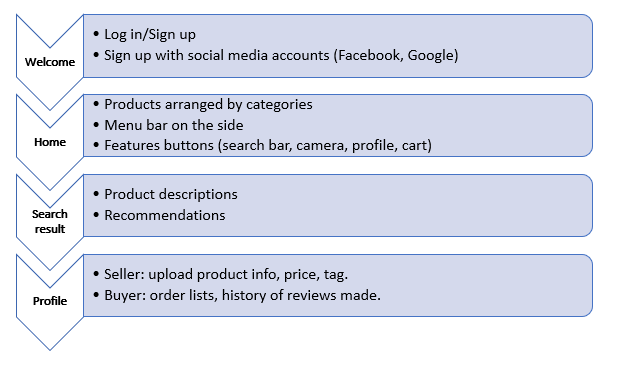 Welcome
• Log in/Sign up
• Sign up with social media accounts (Facebook, Google)
Home
• Products arranged by categories
• Menu bar on the side
• Features buttons (search bar, camera, profile, cart)
Search
result
• Product descriptions
• Recommendations
Profile
• Seller: upload product info, price, tag.
• Buyer: order lists, history of reviews made.